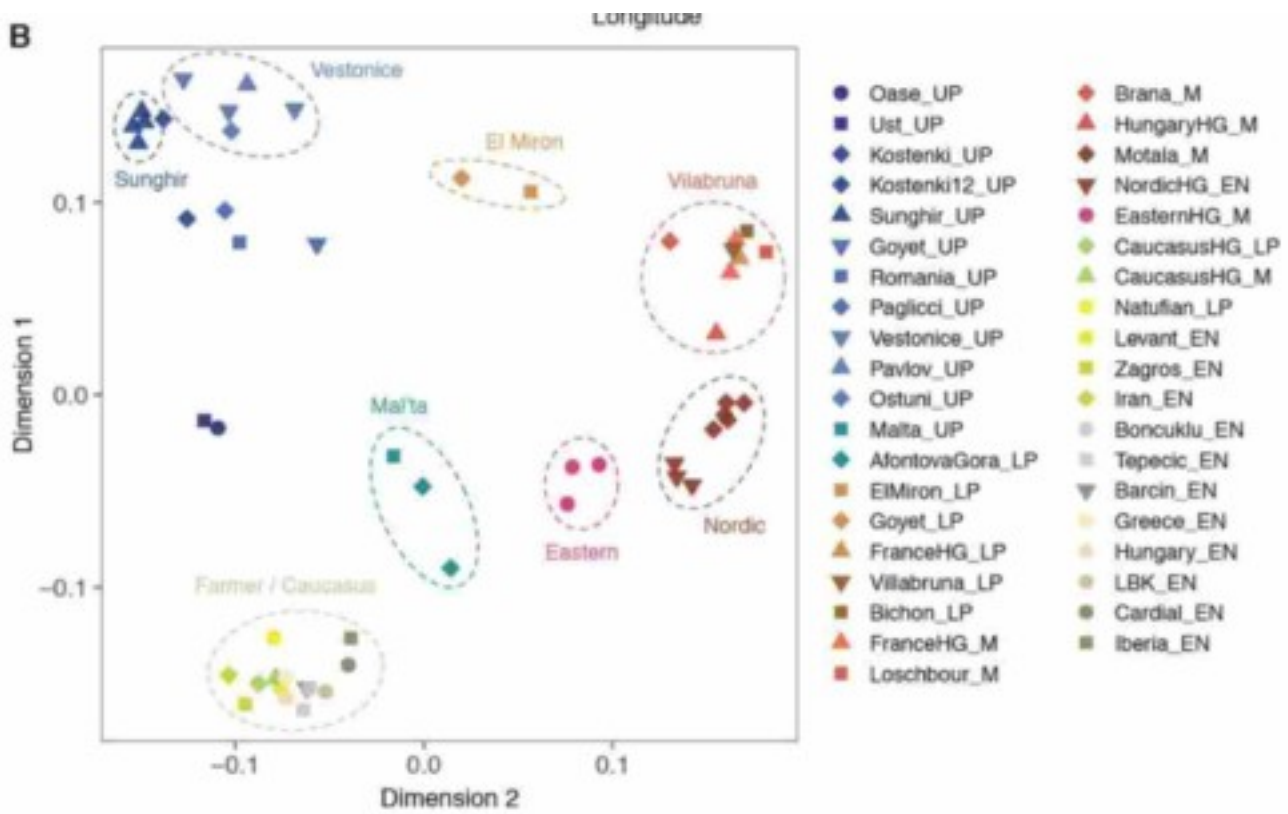 Longitude
B
Vestonice
El Miron
Sunghir
Vilabruna
0.1
Dimension 1
0.0
Mal'ta
Nordic
Eastern
−0.1
Farmer / Caucasus
−0.1
0.0
0.1
Dimension 2
Oase_UP
Ust_UP
Kostenki_UP
Kostenki12_UP
Sunghir_UP
Goyet_UP
Romania_UP
Paglicci_UP
Vestonice_UP
Pavlov_UP
Ostuni_UP
Malta_UP
AfontovaGora_LP
ElMiron_LP
Goyet_LP
FranceHG_LP
Villabruna_LP
Bichon_LP
FranceHG_M
Loschbour_M
Brana_M
HungaryHG_M
Motala_M
NordicHG_EN
EasternHG_M
CaucasusHG_LP
CaucasusHG_M
Natufian_LP
Levant_EN
Zagros_EN
Iran_EN
Boncuklu_EN
Tepecic_EN
Barcin_EN
Greece_EN
Hungary_EN
LBK_EN
Cardial_EN
Iberia_EN